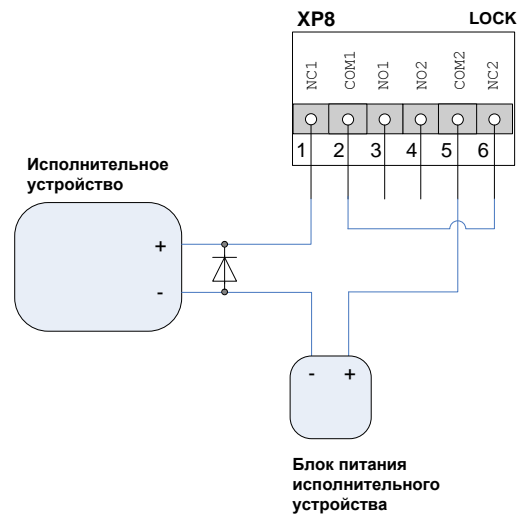 XP8 LOCK
NC1 COM1 NO1 NO2 COM2 NC2
1 2 3 4 5 6
Исполнительное
устройство
+
-
- +
Блок питания
исполнительного
устройства